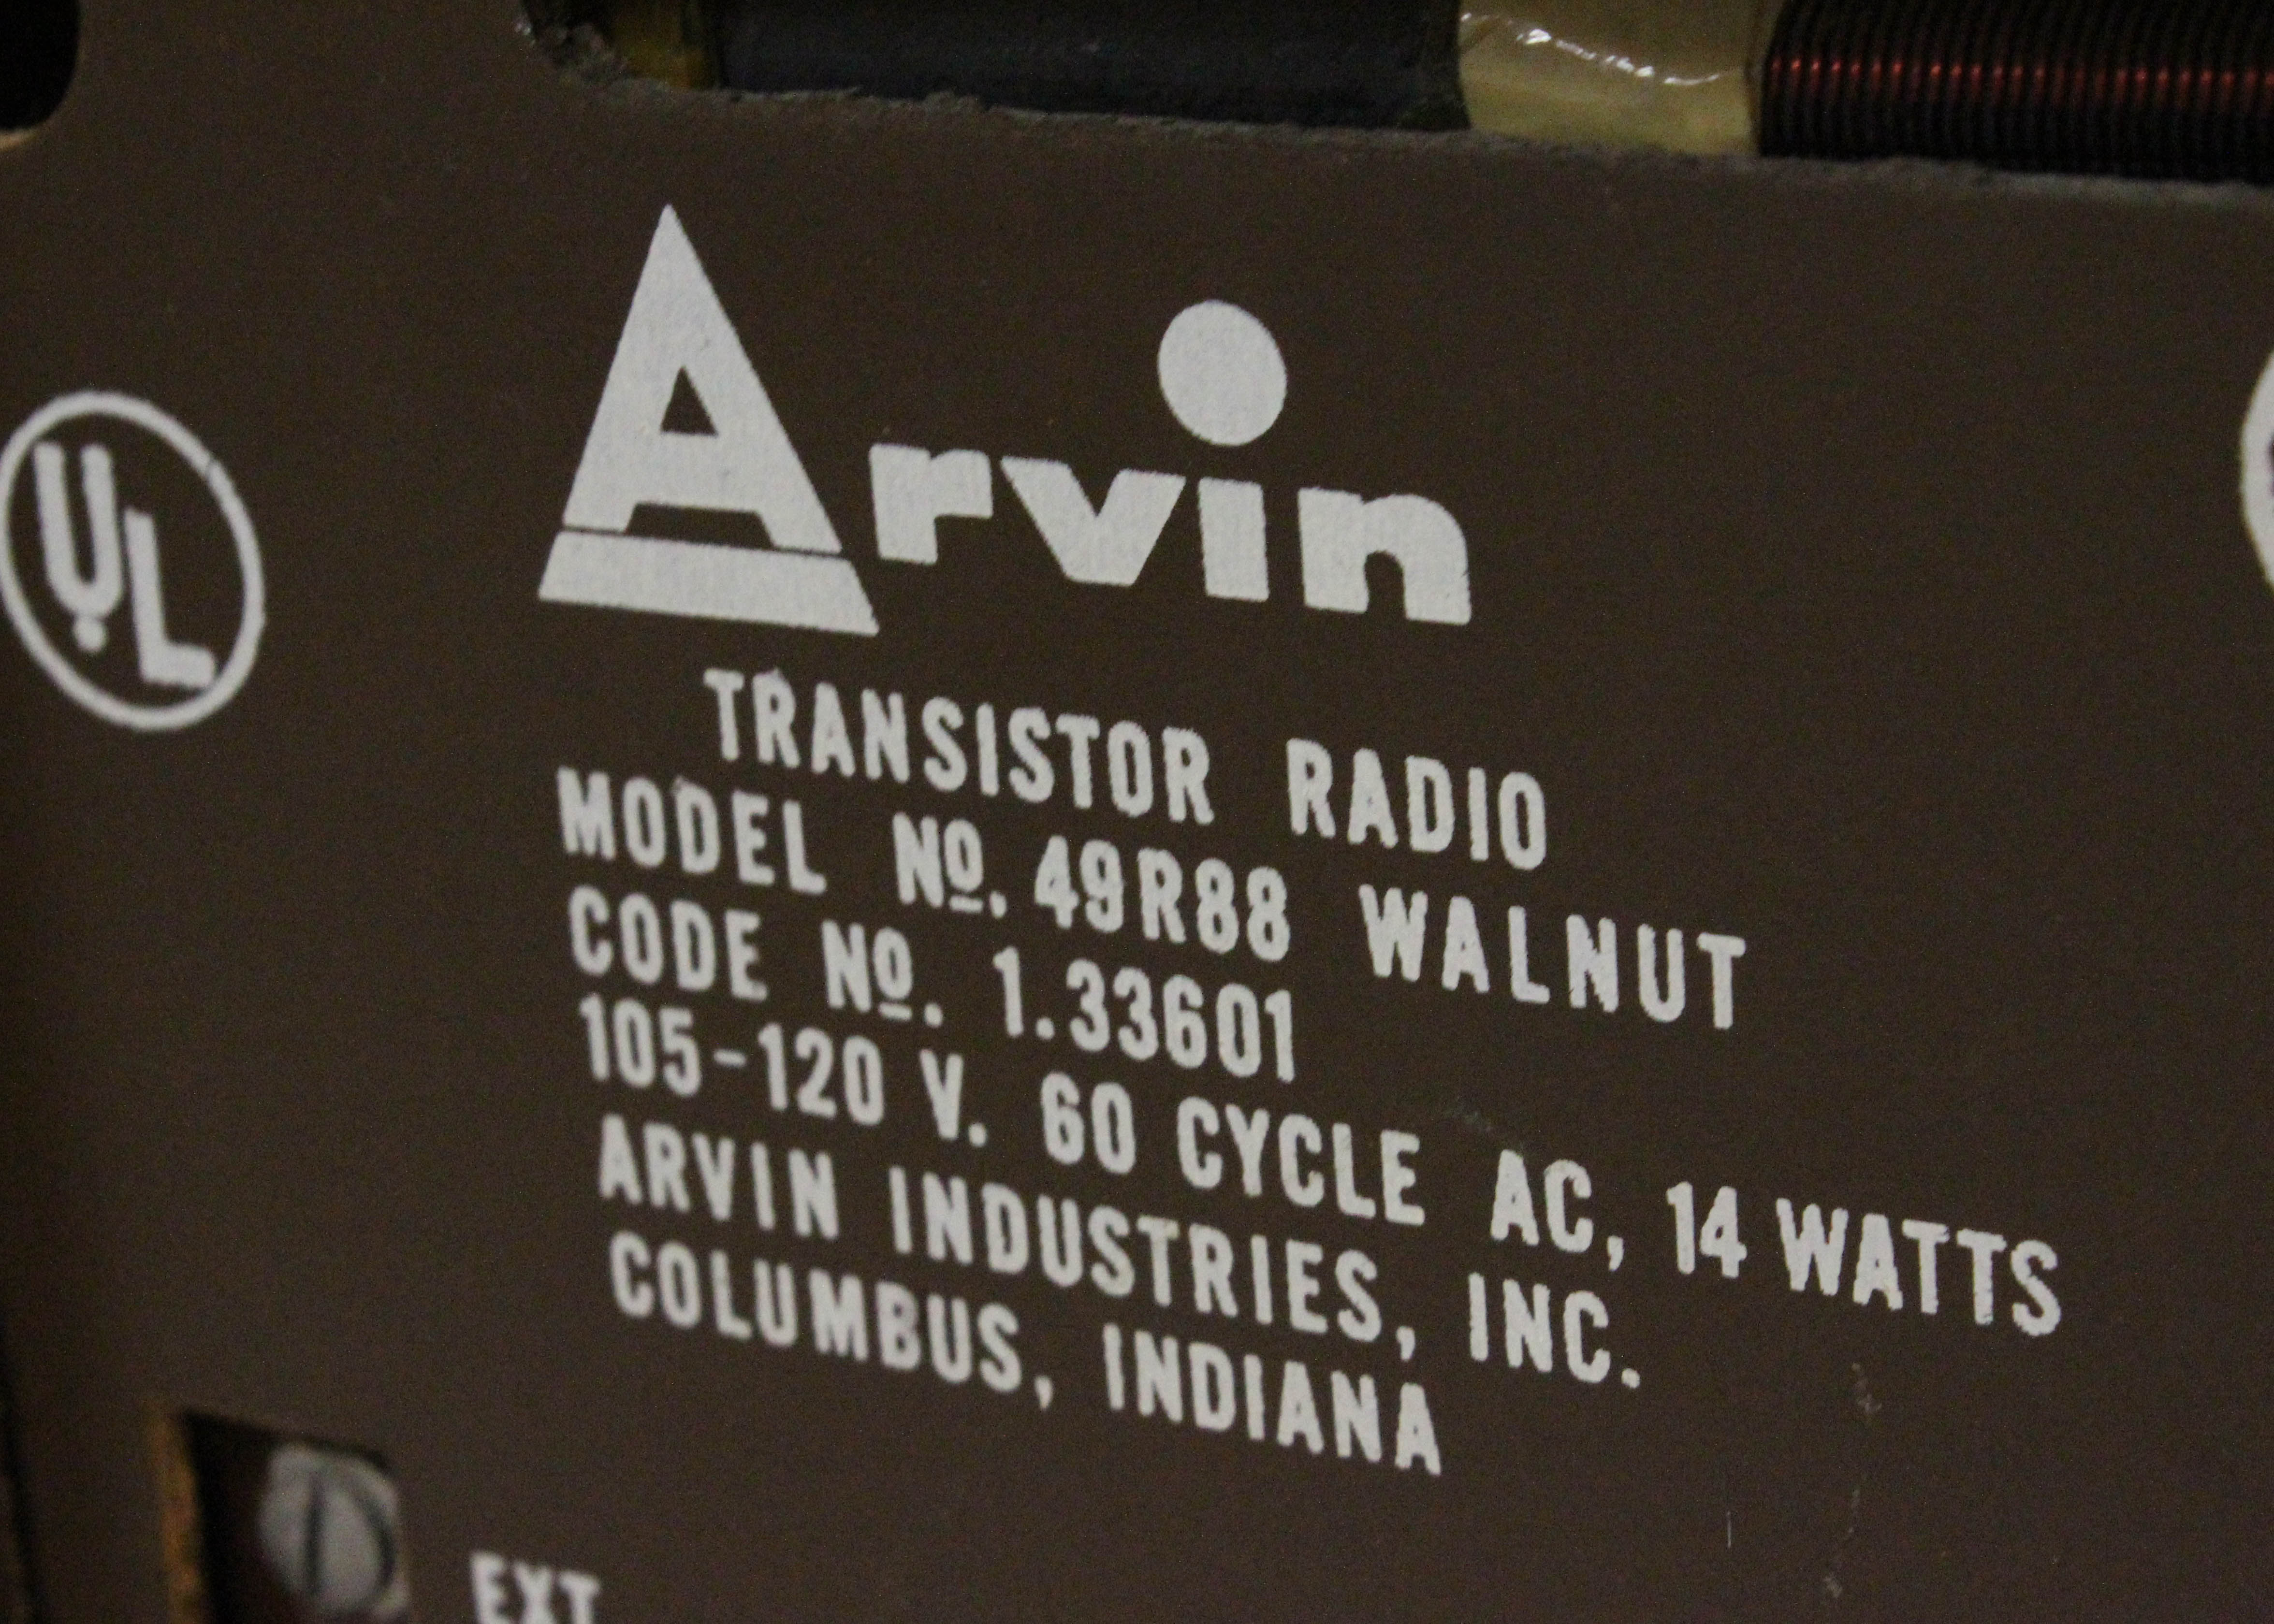 UL
Arvin
TRANSISTOR RADIO
MODEL Nº. 49R88 WALNUT
CODE Nº. 1.33601
105-120 V. 60 CYCLE AC, 14 WATTS
ARVIN INDUSTRIES, INC.
COLUMBUS, INDIANA
EXT